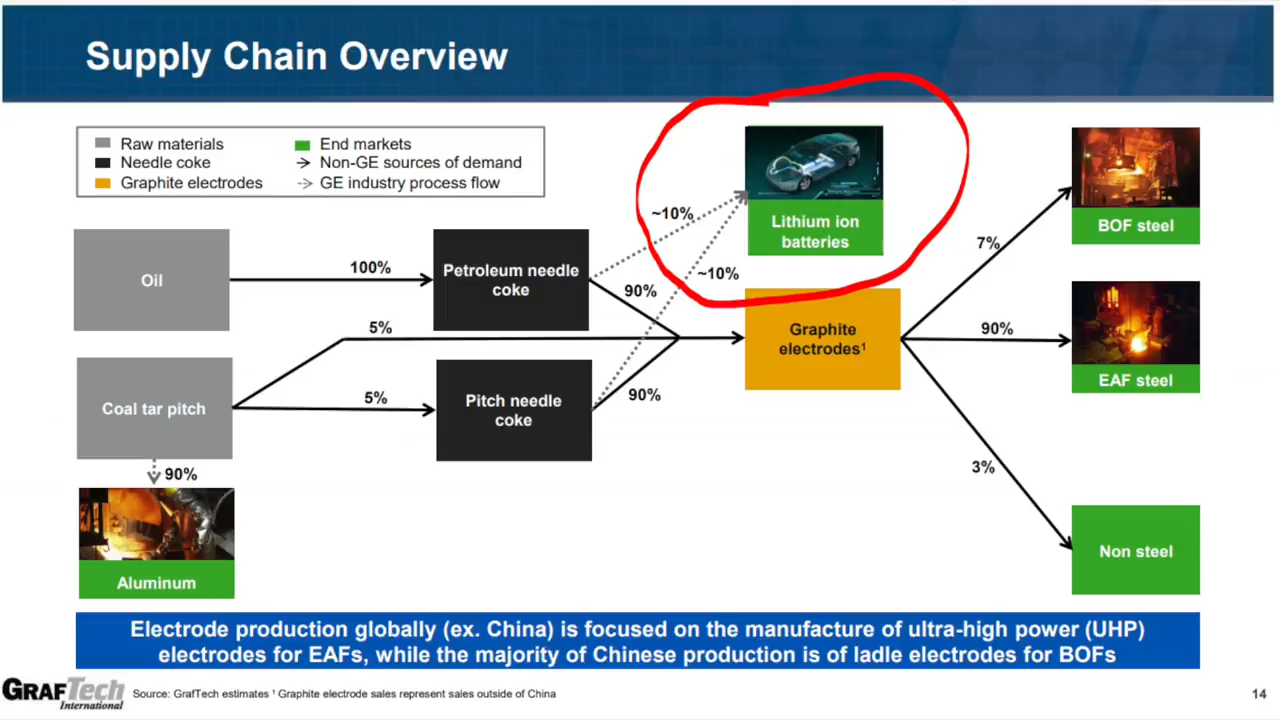 Supply Chain Overview
Raw materials
Needle coke
Graphite electrodes
End markets
Non-GE sources of demand
GE industry process flow
Oil
100%
Petroleum needle
coke
~10%
Lithium ion
batteries
~10%
90%
5%
Coal tar pitch
5%
Pitch needle
coke
90%
Graphite
electrodes¹
7%
BOF steel
90%
EAF steel
3%
Non steel
90%
Aluminum
Electrode production globally (ex. China) is focused on the manufacture of ultra-high power (UHP)
electrodes for EAFs, while the majority of Chinese production is of ladle electrodes for BOFs
GRAFTECH
International
Source: GrafTech estimates ¹ Graphite electrode sales represent sales outside of China
14